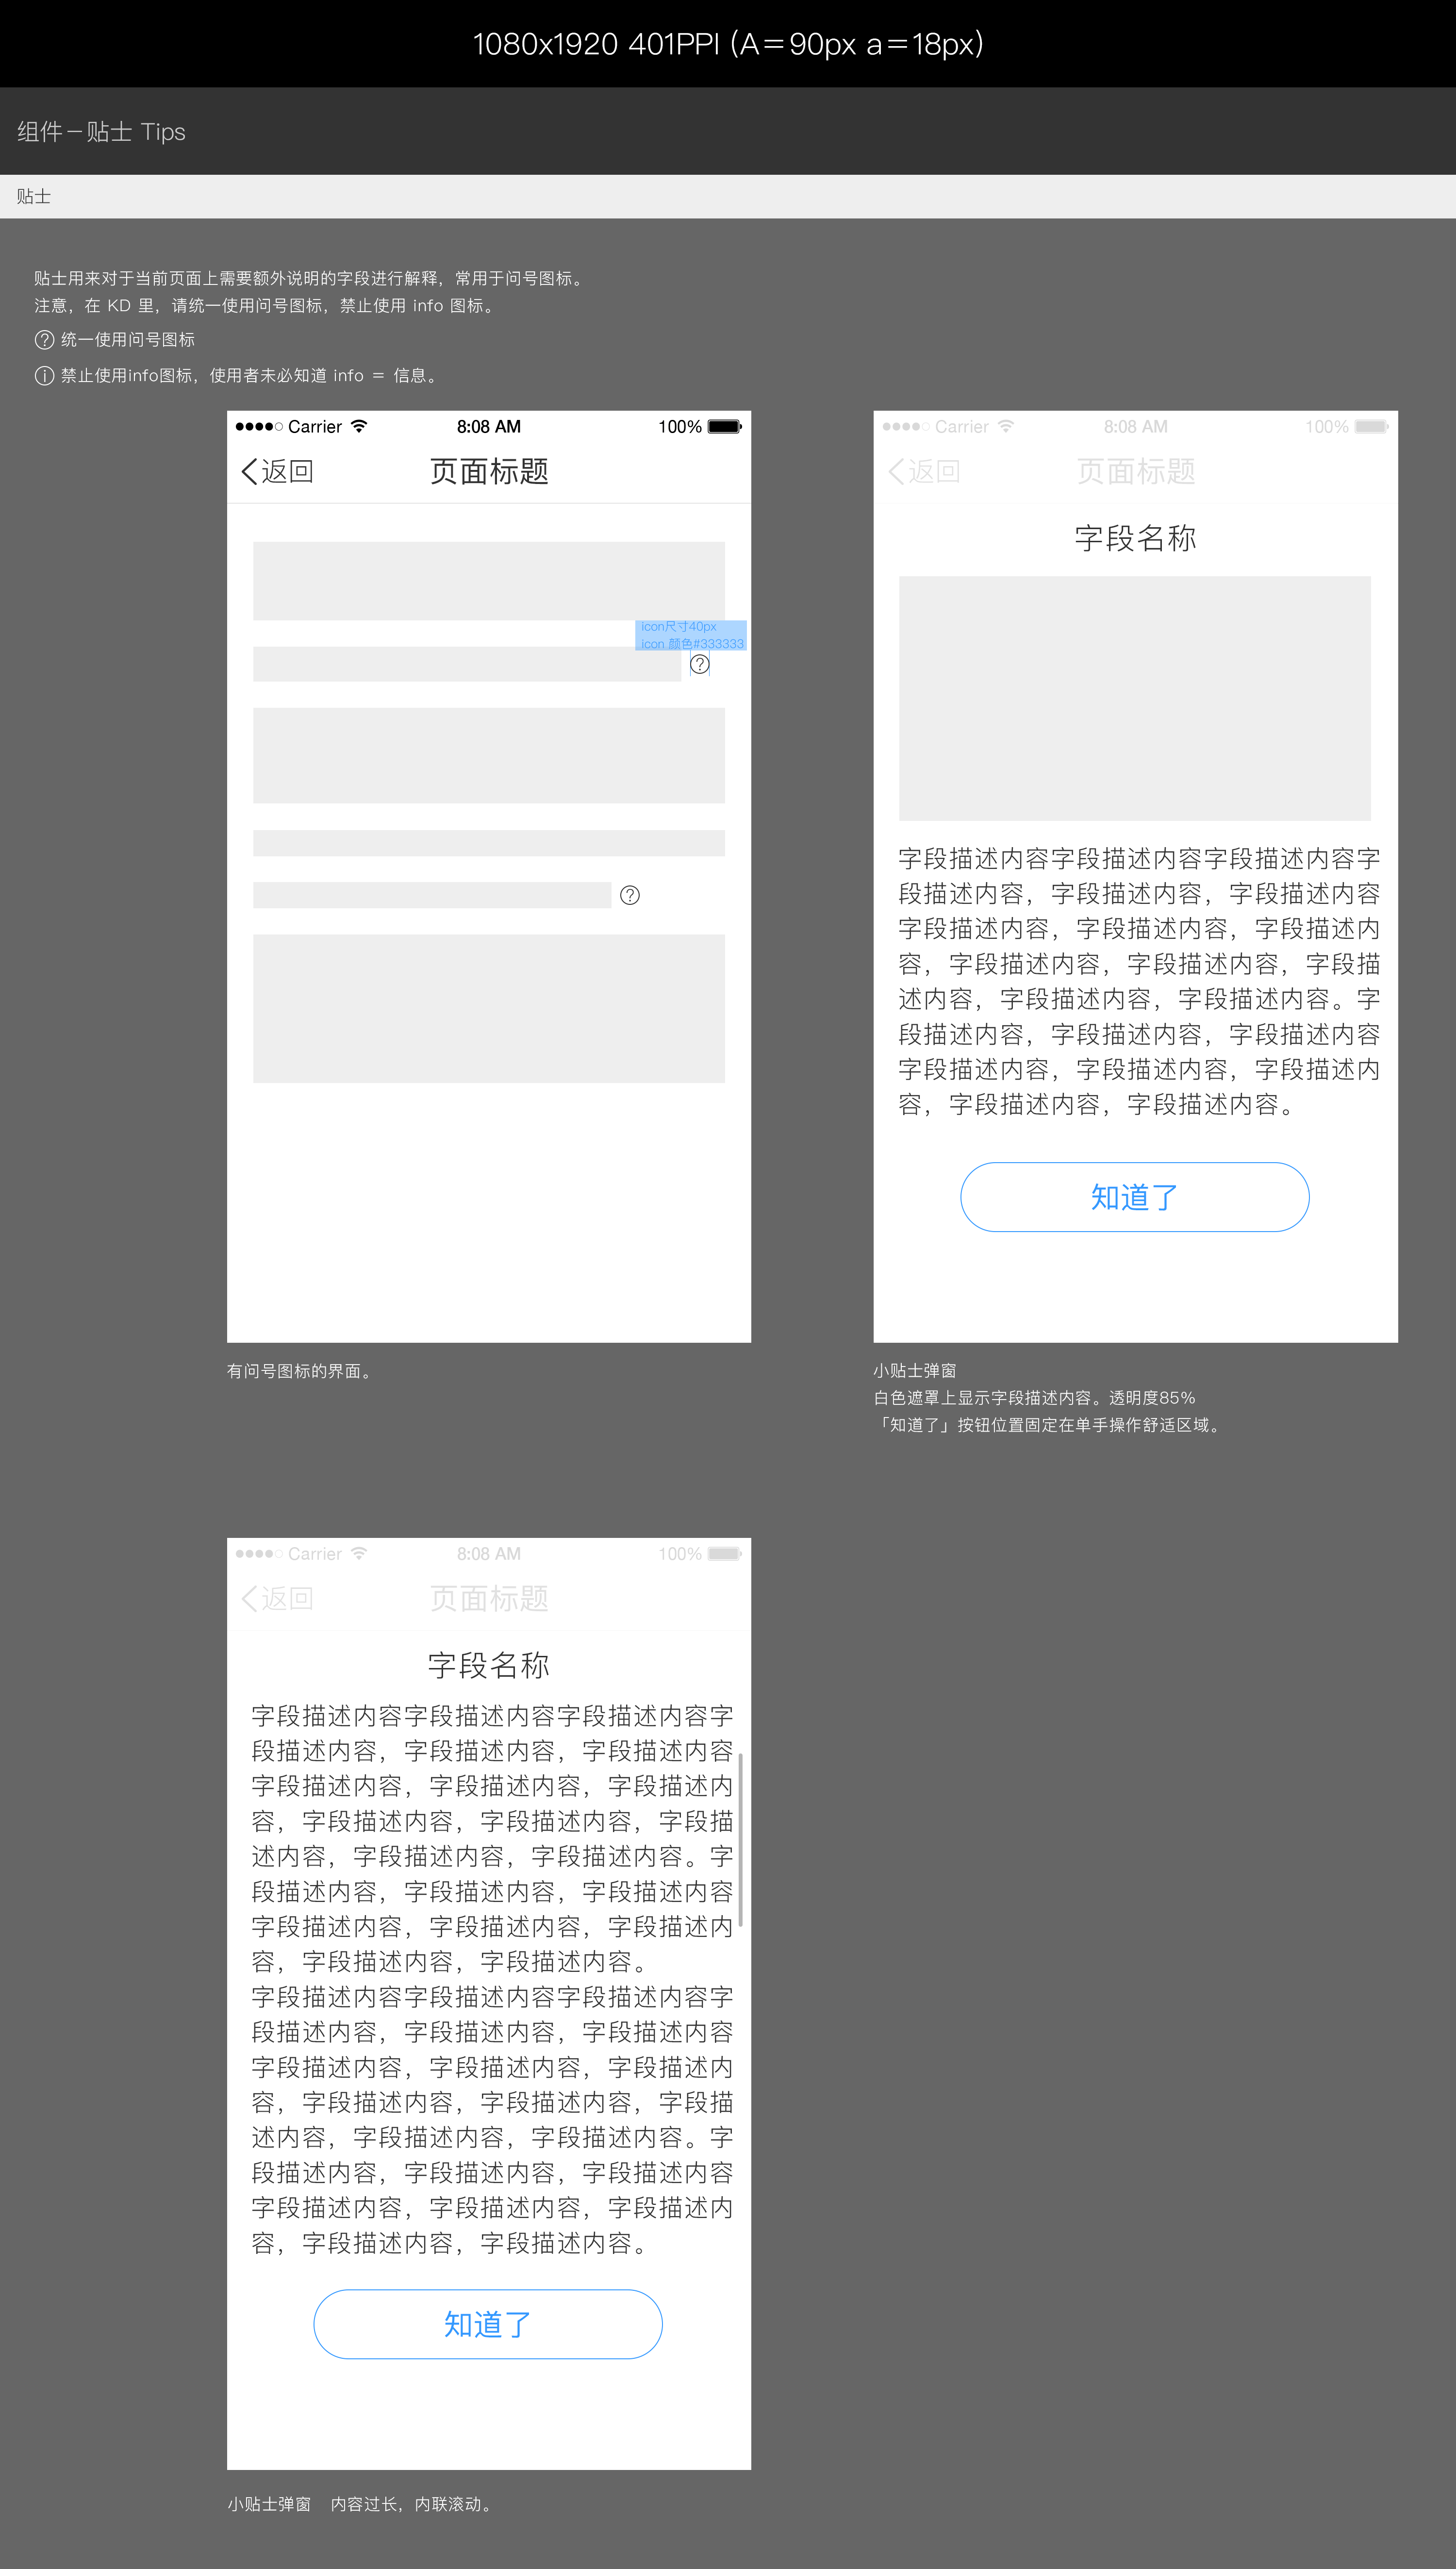 1080x1920 401PPI (A=90px a=18px)
组件－贴士 Tips
贴士
贴士用来对于当前页面上需要额外说明的字段进行解释，常用于问号图标。
注意，在 KD 里，请统一使用问号图标，禁止使用 info 图标。
? 统一使用问号图标
i 禁止使用info图标，使用者未必知道 info ＝ 信息。
Carrier 8:08 AM 100%
返回 页面标题
icon尺寸40px
icon 颜色#333333
?
?
有问号图标的界面。
Carrier 8:08 AM 100%
返回 页面标题
字段名称
字段描述内容字段描述内容字段描述内容字
段描述内容，字段描述内容，字段描述内容
字段描述内容，字段描述内容，字段描述内
容，字段描述内容，字段描述内容，字段描
述内容，字段描述内容，字段描述内容。字
段描述内容，字段描述内容，字段描述内容
字段描述内容，字段描述内容，字段描述内
容，字段描述内容，字段描述内容。
知道了
小贴士弹窗
白色遮罩上显示字段描述内容。透明度85%
「知道了」按钮位置固定在单手操作舒适区域。
Carrier 8:08 AM 100%
返回 页面标题
字段名称
字段描述内容字段描述内容字段描述内容字
段描述内容，字段描述内容，字段描述内容
字段描述内容，字段描述内容，字段描述内
容，字段描述内容，字段描述内容，字段描
述内容，字段描述内容，字段描述内容。字
段描述内容，字段描述内容，字段描述内容
字段描述内容，字段描述内容，字段描述内
容，字段描述内容，字段描述内容。
字段描述内容字段描述内容字段描述内容字
段描述内容，字段描述内容，字段描述内容
字段描述内容，字段描述内容，字段描述内
容，字段描述内容，字段描述内容，字段描
述内容，字段描述内容，字段描述内容。字
段描述内容，字段描述内容，字段描述内容
字段描述内容，字段描述内容，字段描述内
容，字段描述内容，字段描述内容。
知道了
小贴士弹窗 内容过长，内联滚动。